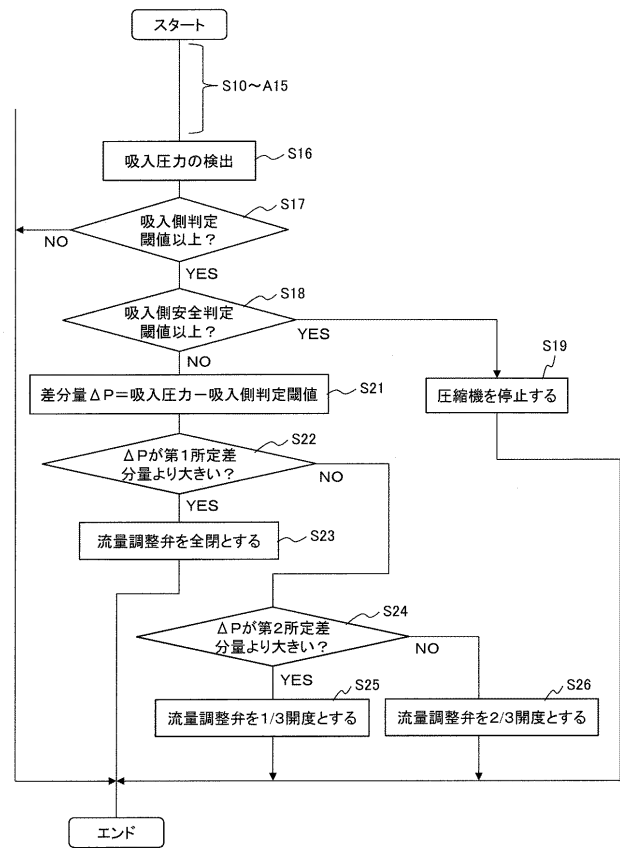 スタート
S10～A15
吸入圧力の検出
S16
吸入側判定
閾値以上？
S17
NO
YES
吸入側安全判定
閾値以上？
S18
YES
NO
S19
圧縮機を停止する
差分量ΔP＝吸入圧力－吸入側判定閾値
S21
ΔPが第1所定差
分量より大きい？
S22
NO
YES
流量調整弁を全閉とする
S23
ΔPが第2所定差
分量より大きい？
S24
NO
YES
S25
流量調整弁を1/3開度とする
S26
流量調整弁を2/3開度とする
エンド